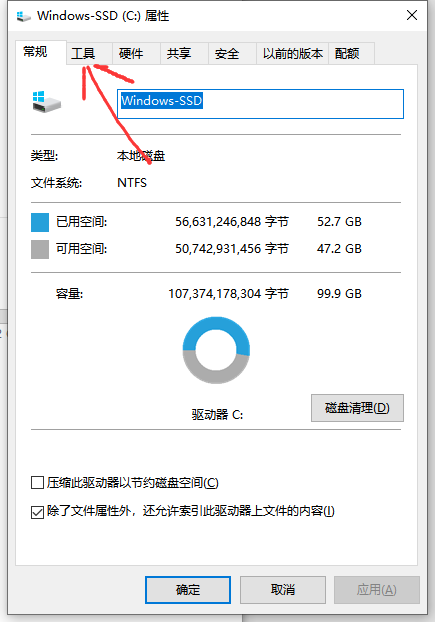 Windows-SSD (C:) 属性
常规 工具 硬件 共享 安全 以前的版本 配额
Windows-SSD
类型: 本地磁盘
文件系统: NTFS
已用空间: 56,631,246,848 字节 52.7 GB
可用空间: 50,742,931,456 字节 47.2 GB
容量: 107,374,178,304 字节 99.9 GB
驱动器 C:
磁盘清理(D)
压缩此驱动器以节约磁盘空间(C)
除了文件属性外，还允许索引此驱动器上文件的内容(I)
确定 取消 应用(A)